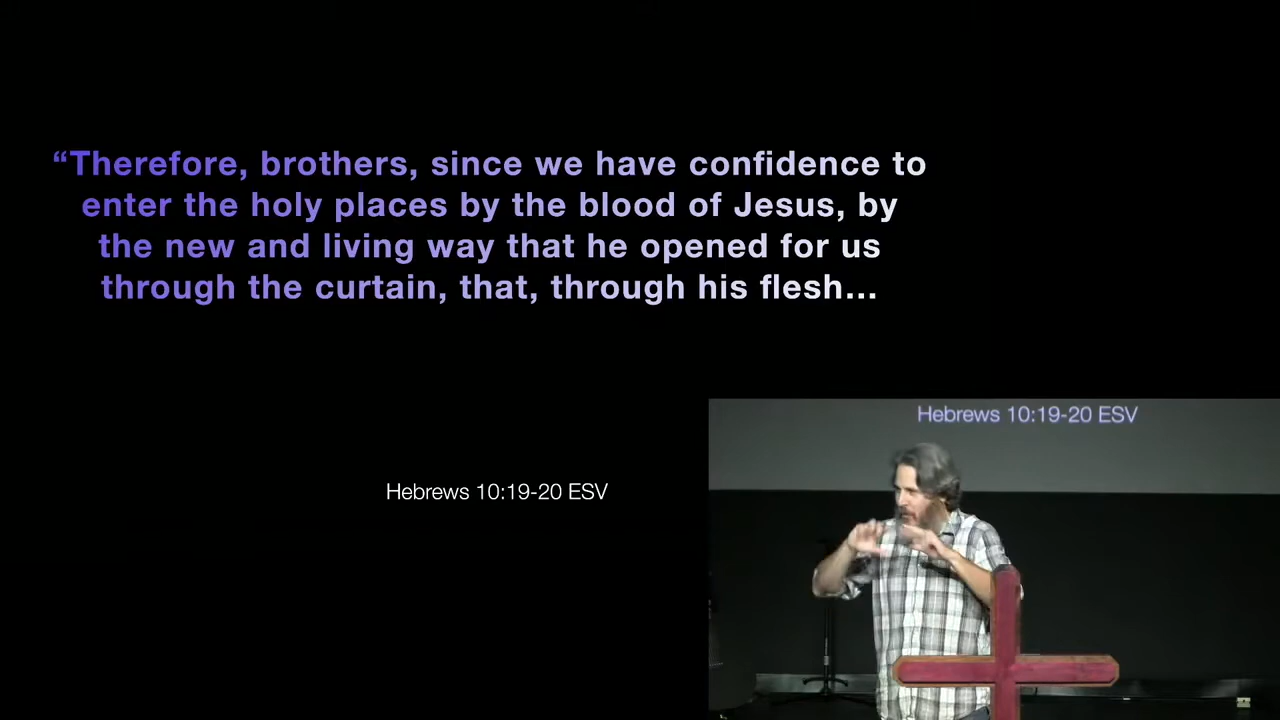 “Therefore, brothers, since we have confidence to
enter the holy places by the blood of Jesus, by
the new and living way that he opened for us
through the curtain, that, through his flesh...
Hebrews 10:19-20 ESV
Hebrews 10:19-20 ESV